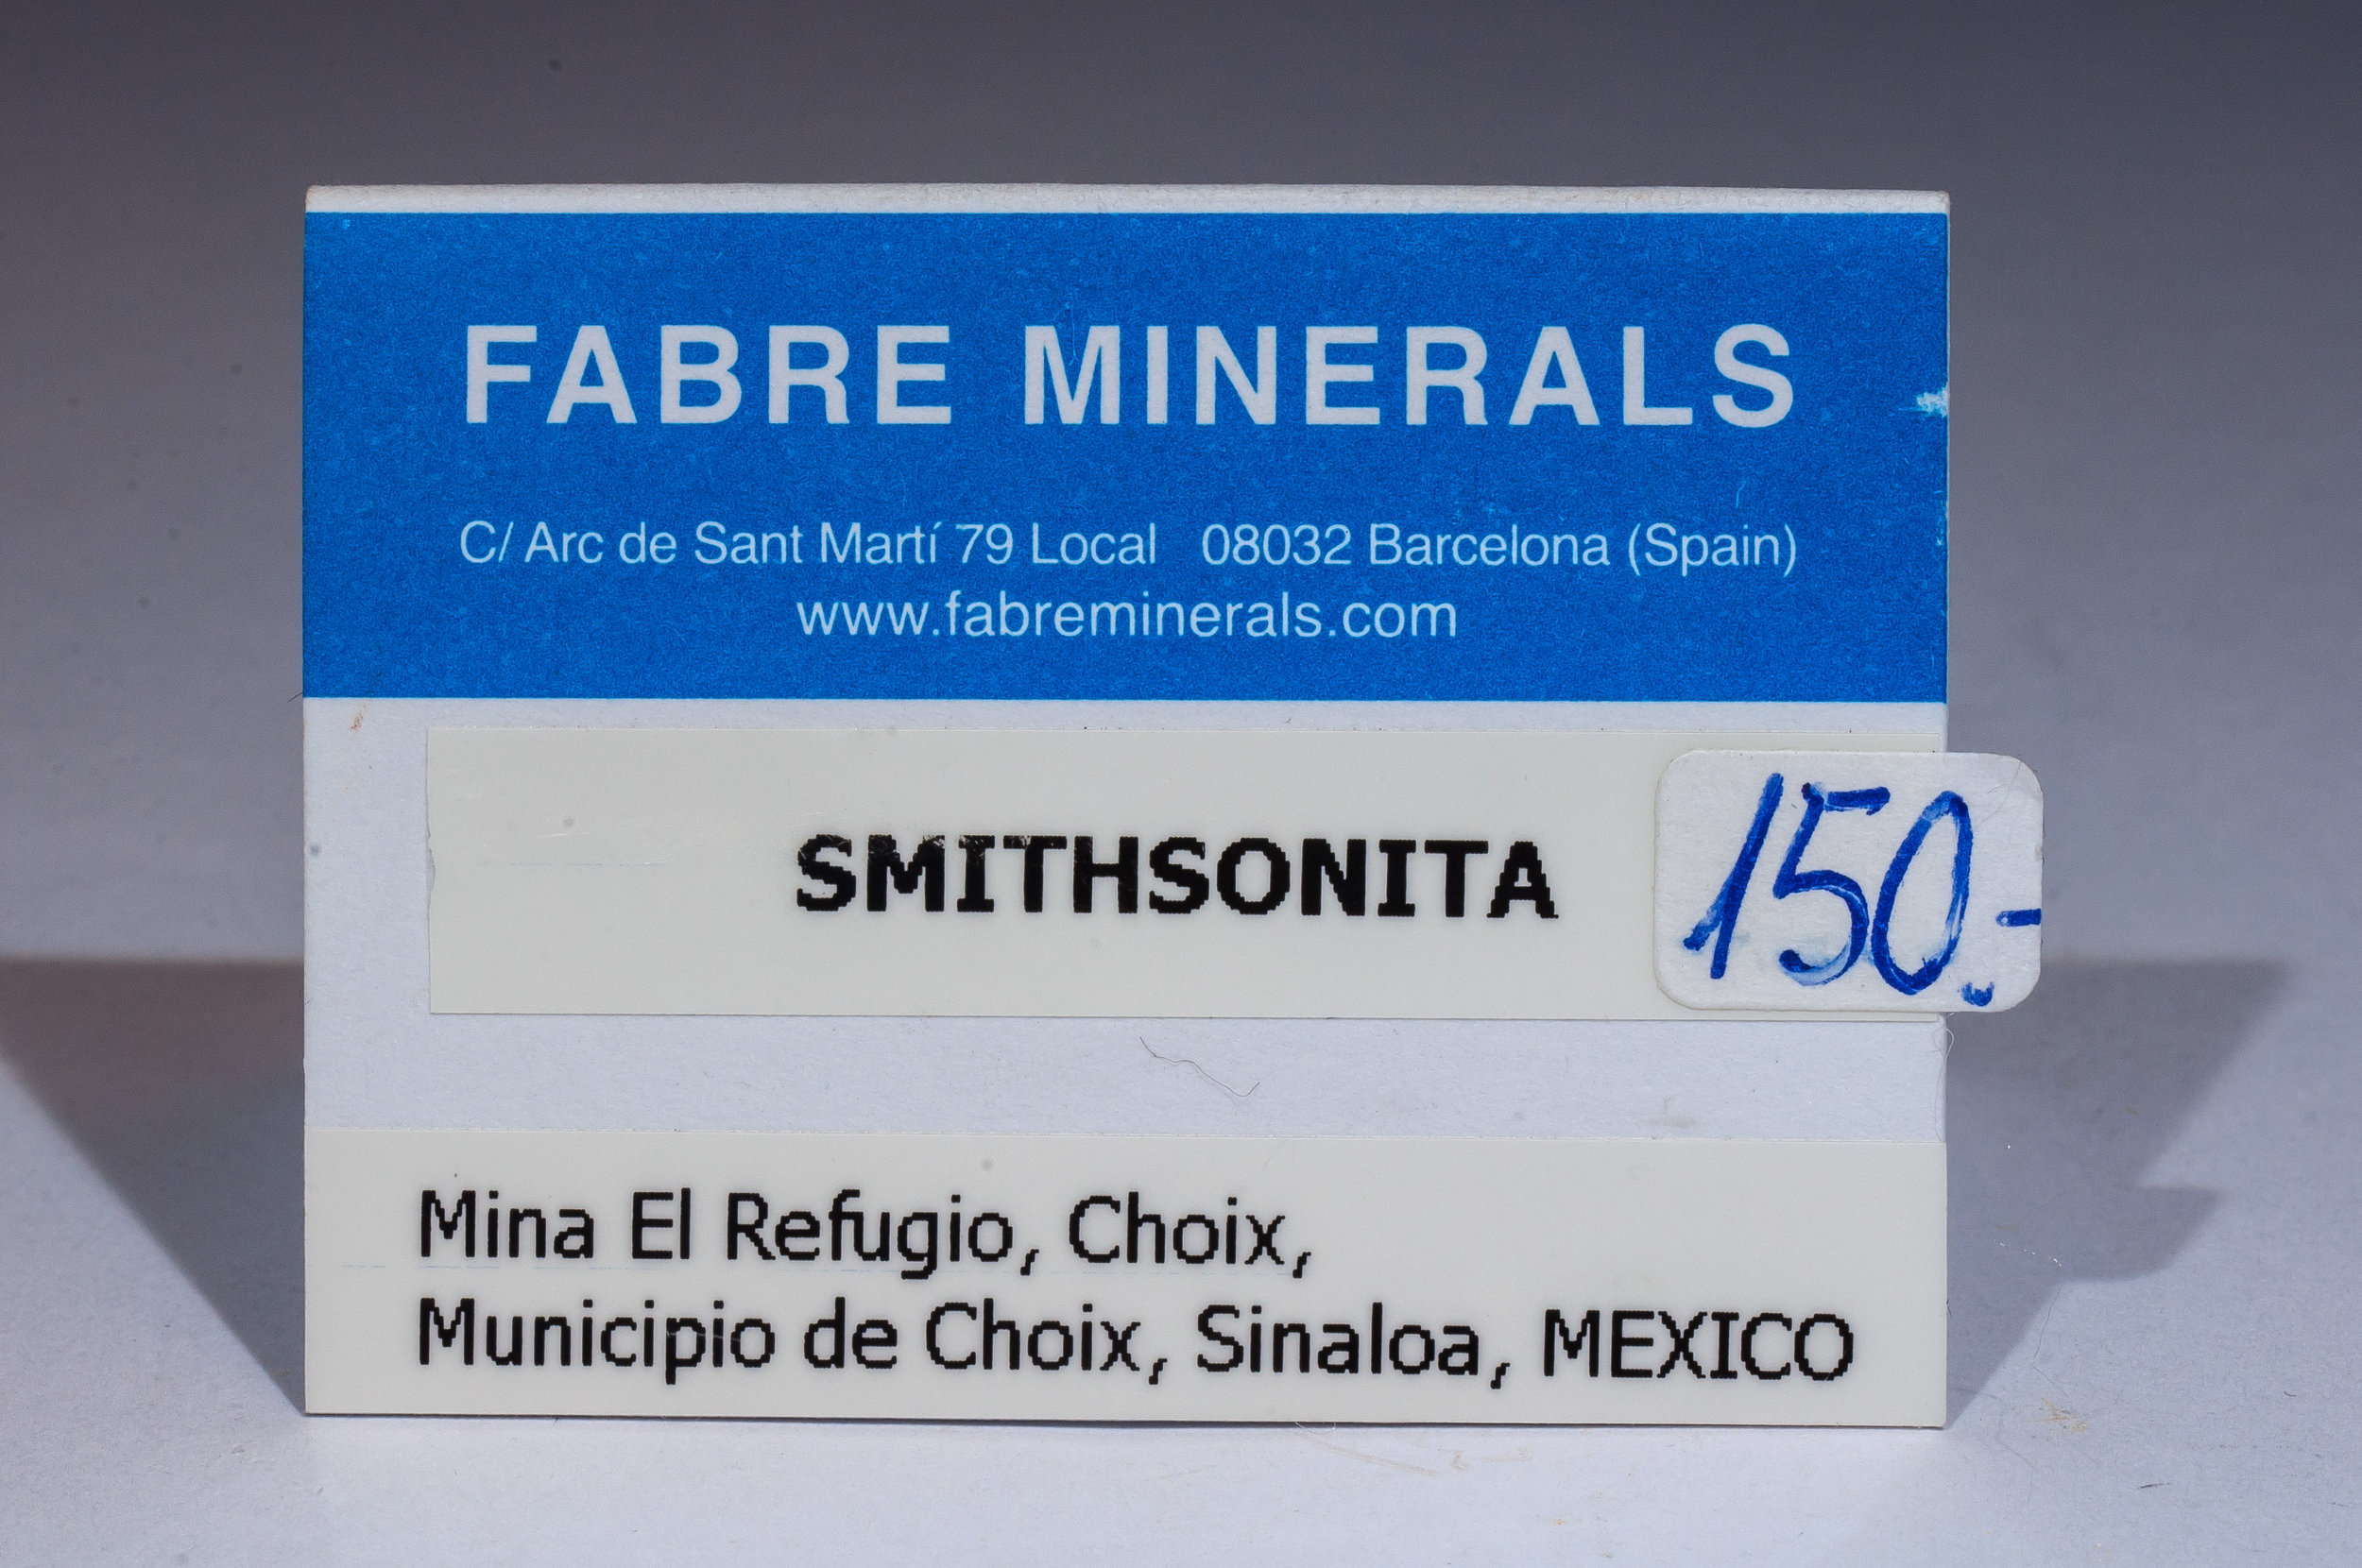 FABRE MINERALS
C/ Arc de Sant Martí 79 Local 08032 Barcelona (Spain)
www.fabreminerals.com
SMITHSONITA
150.-
Mina El Refugio, Choix,
Municipio de Choix, Sinaloa, MEXICO